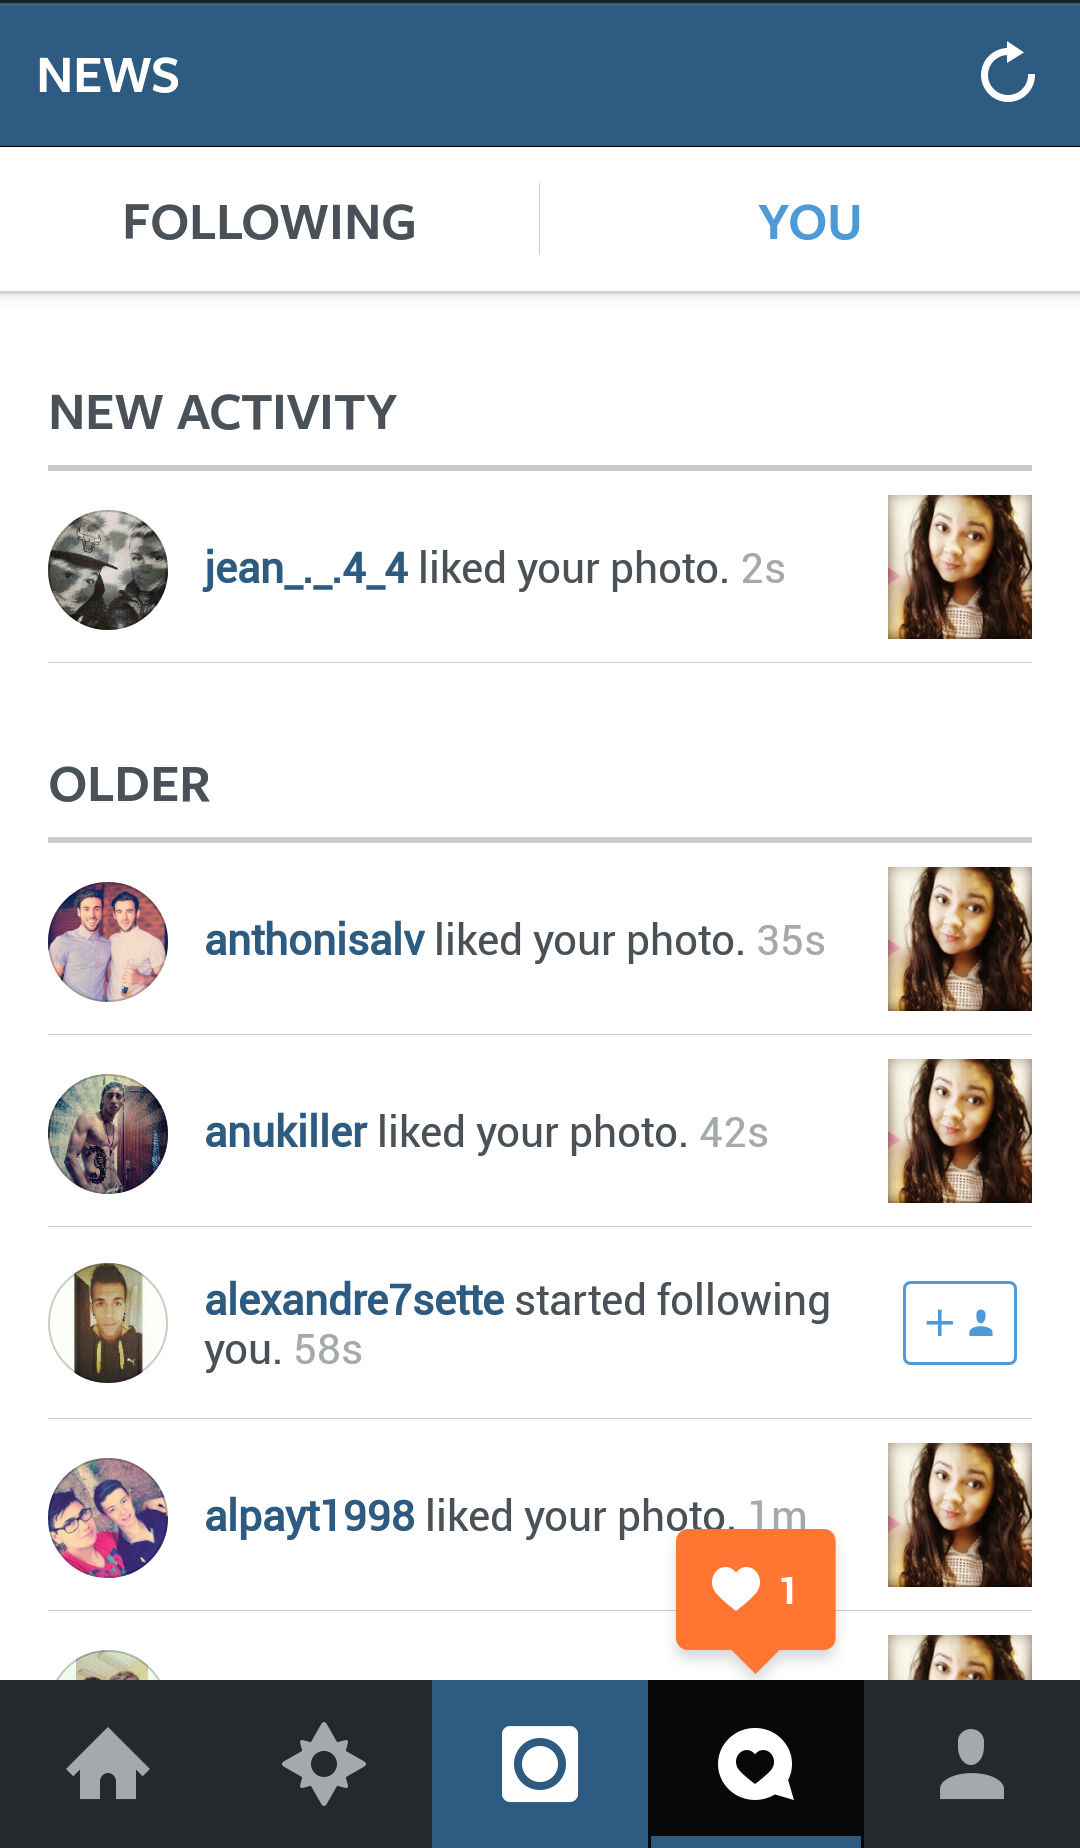 NEWS
FOLLOWING
YOU
NEW ACTIVITY
jean_._.4_4 liked your photo. 2s
OLDER
anthonisalv liked your photo. 35s
anukiller liked your photo. 42s
alexandre7sette started following
you. 58s
alpayt1998 liked your photo. 1m
1